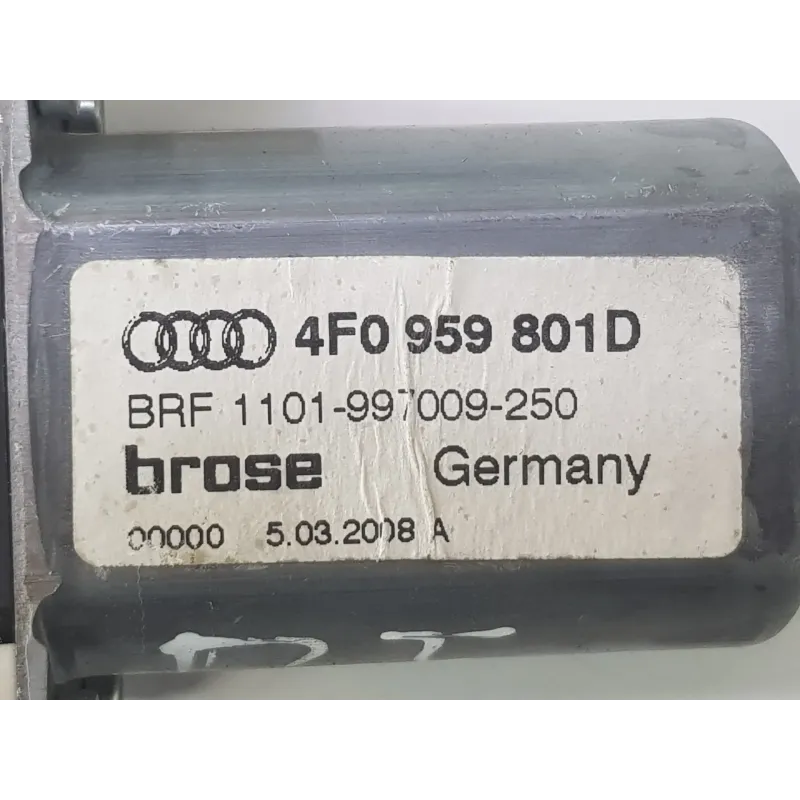 4F0 959 801D
BRF 1101-997009-250
brose Germany
00000 5.03.2008 A